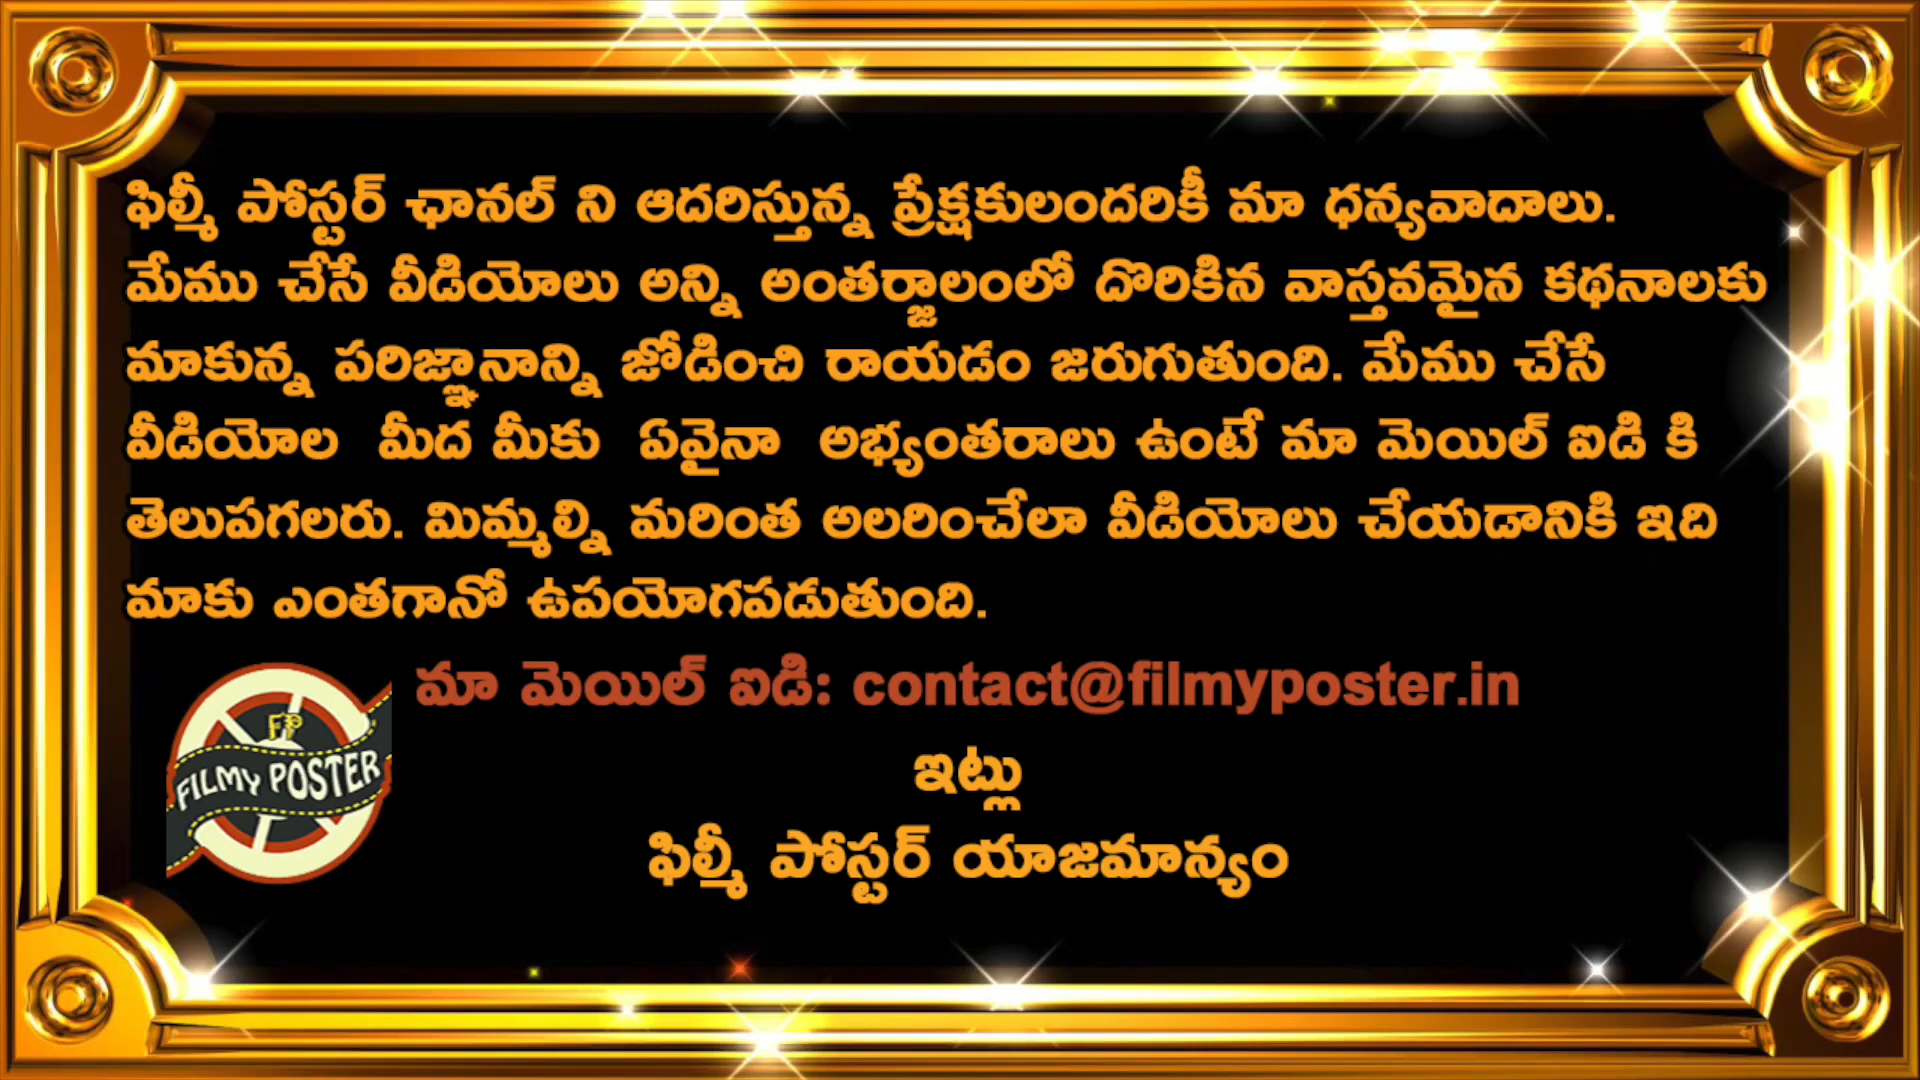 ఫిల్మీ పోస్టర్ ఛానల్ ని ఆదరిస్తున్న ప్రేక్షకులందరికీ మా ధన్యవాదాలు.
మేము చేసే వీడియోలు అన్ని అంతర్జాలంలో దొరికిన వాస్తవమైన కథనాలకు
మాకున్న పరిజ్ఞానాన్ని జోడించి రాయడం జరుగుతుంది. మేము చేసే
వీడియోల మీద మీకు ఏవైనా అభ్యంతరాలు ఉంటే మా మెయిల్ ఐడి కి
తెలుపగలరు. మిమ్మల్ని మరింత అలరించేలా వీడియోలు చేయడానికి ఇది
మాకు ఎంతగానో ఉపయోగపడుతుంది.
మా మెయిల్ ఐడి: contact@filmyposter.in
FP
FILMY POSTER
ఇట్లు
ఫిల్మీ పోస్టర్ యాజమాన్యం